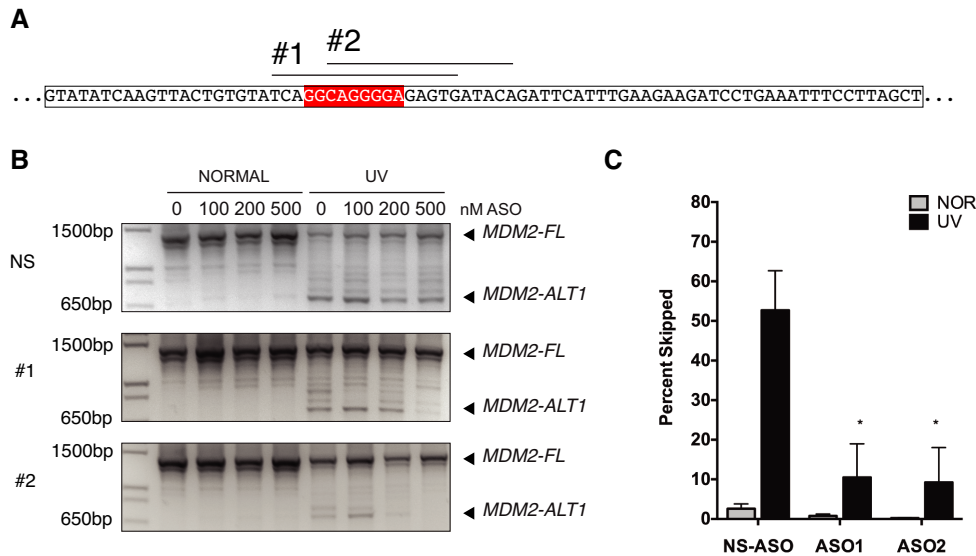 A
#1 #2
...GTATATCAAGTTACTGTGTATCAGGCAGGGGAGAGTGATACAGATTCATTTGAAGAAGATCCTGAAATTTCCTTAGCT...
B
NORMAL UV
0 100 200 500 0 100 200 500 nM ASO
NS
1500bp
650bp
MDM2-FL
MDM2-ALT1
#1
1500bp
650bp
MDM2-FL
MDM2-ALT1
#2
1500bp
650bp
MDM2-FL
MDM2-ALT1
C
NOR
UV
Percent Skipped
80
70
60
50
40
30
20
10
0
* *
NS-ASO ASO1 ASO2